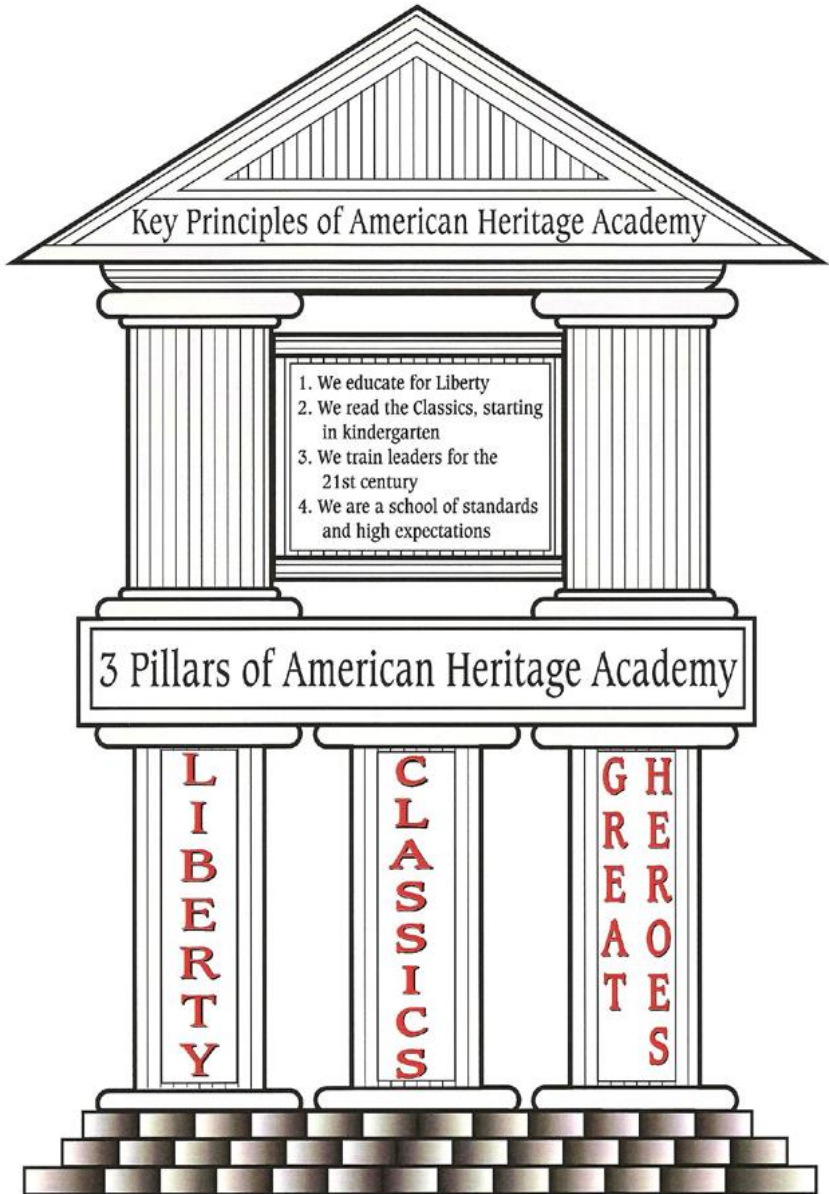 Key Principles of American Heritage Academy
1. We educate for Liberty
2. We read the Classics, starting
in kindergarten
3. We train leaders for the
21st century
4. We are a school of standards
and high expectations
3 Pillars of American Heritage Academy
LIBERTY
CLASSICS
GREAT
HEROES